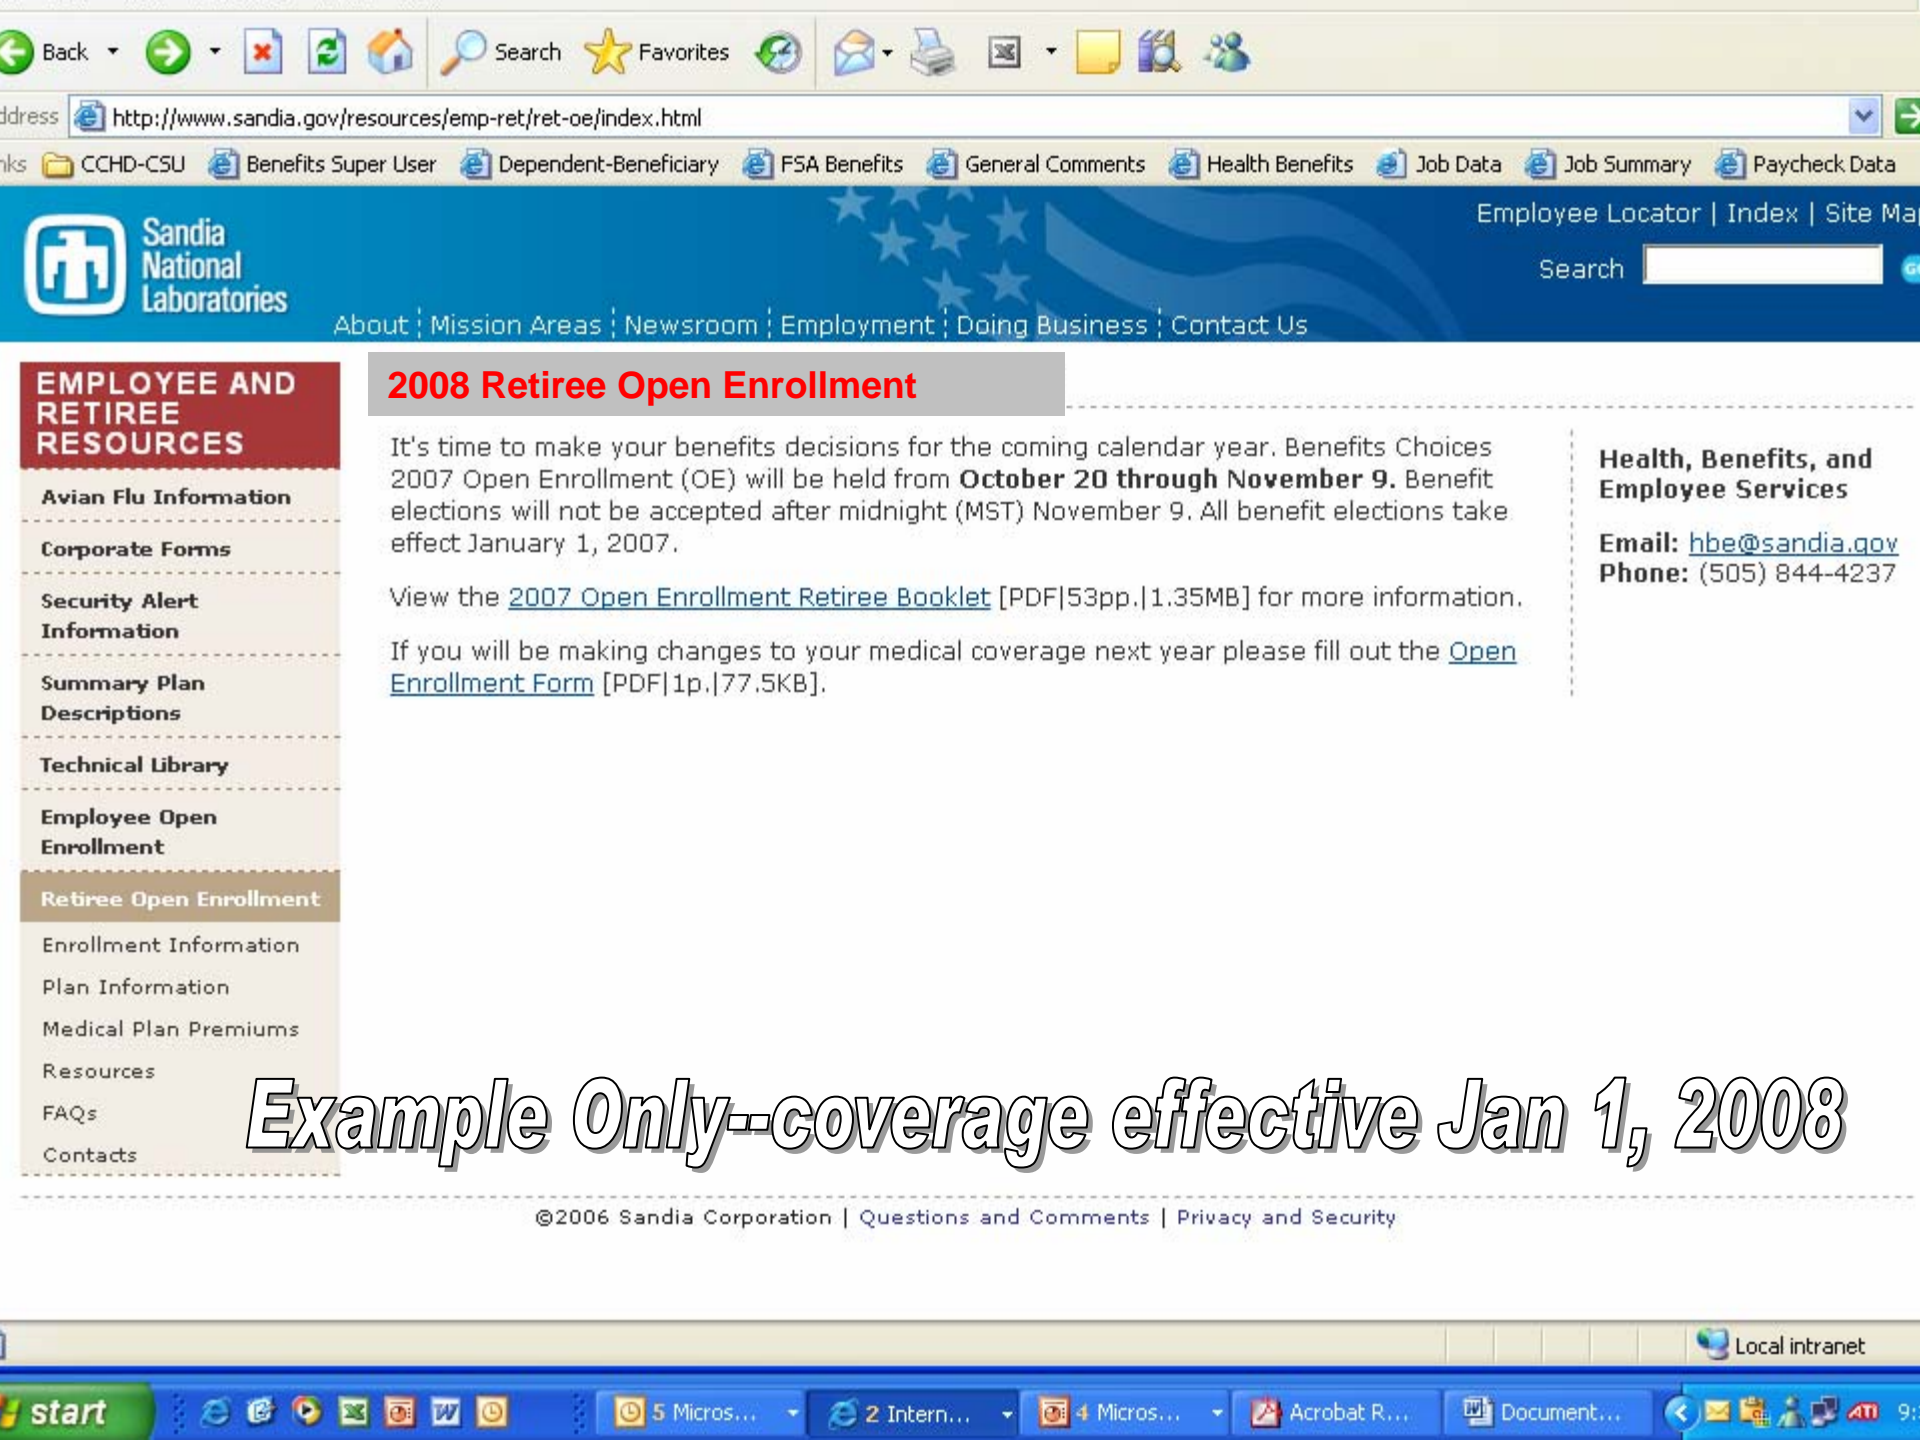 Back
Search
Favorites
http://www.sandia.gov/resources/emp-ret/ret-oe/index.html
CCHD-CSU Benefits Super User Dependent-Beneficiary FSA Benefits General Comments Health Benefits Job Data Job Summary Paycheck Data
Employee Locator | Index | Site Map
Search
Sandia
National
Laboratories
About ¦ Mission Areas ¦ Newsroom ¦ Employment ¦ Doing Business ¦ Contact Us
EMPLOYEE AND
RETIREE
RESOURCES
Avian Flu Information
Corporate Forms
Security Alert
Information
Summary Plan
Descriptions
Technical Library
Employee Open
Enrollment
Retiree Open Enrollment
Enrollment Information
Plan Information
Medical Plan Premiums
Resources
FAQs
Contacts
2008 Retiree Open Enrollment
It's time to make your benefits decisions for the coming calendar year. Benefits Choices
2007 Open Enrollment (OE) will be held from October 20 through November 9. Benefit
elections will not be accepted after midnight (MST) November 9. All benefit elections take
effect January 1, 2007.
View the 2007 Open Enrollment Retiree Booklet [PDF|53pp.|1.35MB] for more information.
If you will be making changes to your medical coverage next year please fill out the Open
Enrollment Form [PDF|1p.|77.5KB].
Health, Benefits, and
Employee Services
Email: hbe@sandia.gov
Phone: (505) 844-4237
Example Only--coverage effective Jan 1, 2008
©2006 Sandia Corporation | Questions and Comments | Privacy and Security
Local intranet
start
5 Micros... 2 Intern... 4 Micros... Acrobat R... Document...
ATI